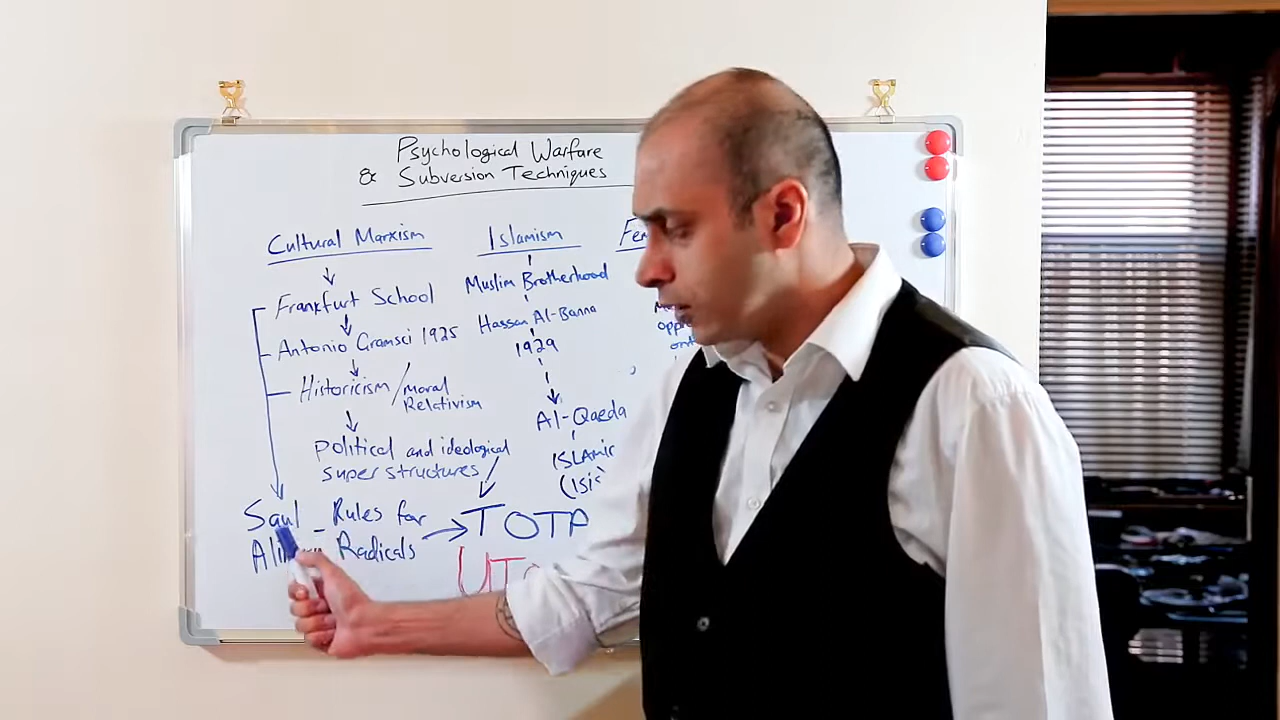 Psychological Warfare
& Subversion Techniques
Cultural Marxism
Frankfurt School
Antonio Gramsci 1925
Historicism / moral
Relativism
political and ideological
super structures
Saul - Rules for
Radicals
Islamism
Muslim Brotherhood
Hassan Al-Banna
1929
Al-Qaeda